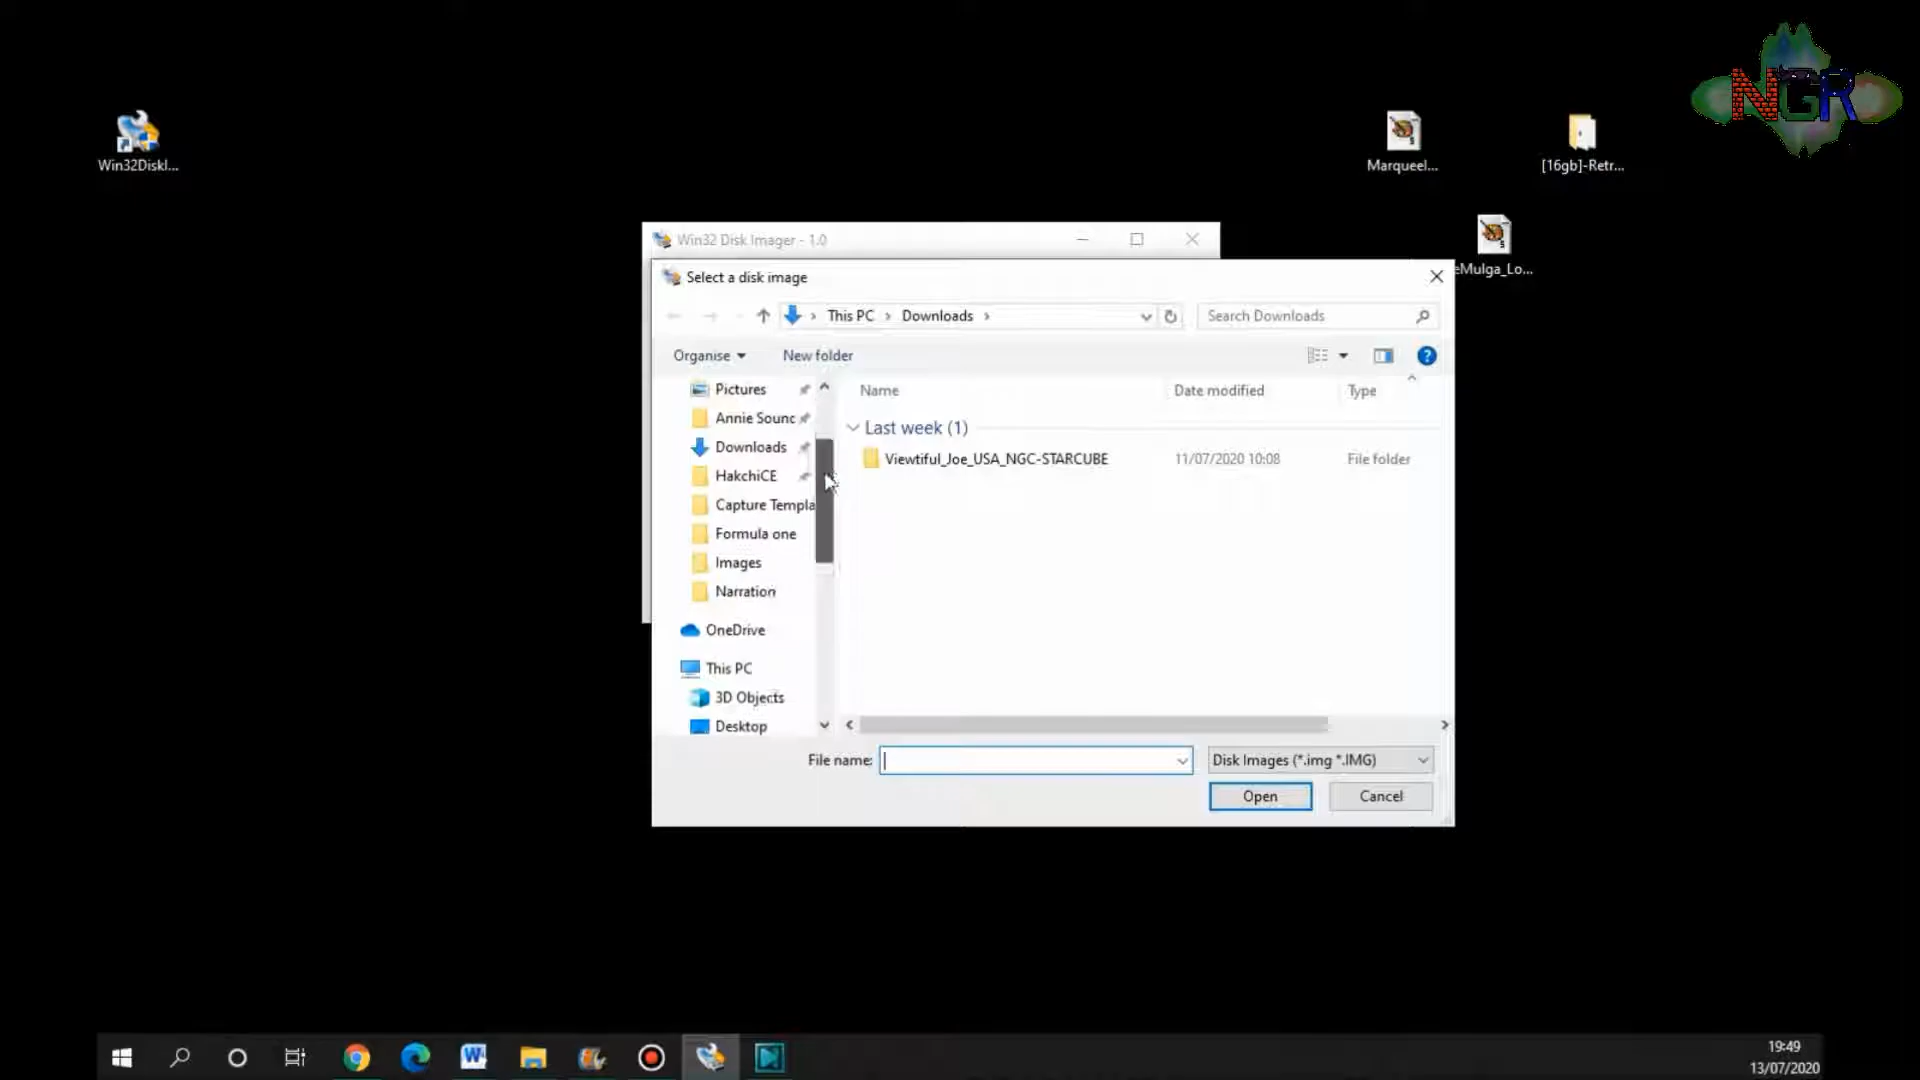 NGR
Win32DiskI...
Marqueel...
[16gb]-Retr...
eMulga_Lo...
Win32 Disk Imager - 1.0
Select a disk image
This PC
Downloads
Search Downloads
Organise
New folder
Pictures
Annie Sounc
Downloads
HakchiCE
Capture Templa
Formula one
Images
Narration
OneDrive
This PC
3D Objects
Desktop
Name
Date modified
Type
Last week (1)
Viewtiful_Joe_USA_NGC-STARCUBE
11/07/2020 10:08
File folder
File name:
Disk Images (*.img *.IMG)
Open
Cancel
19:49
13/07/2020